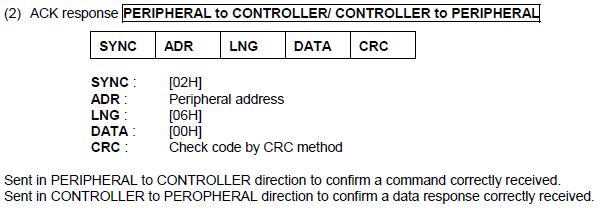 (2) ACK response PERIPHERAL to CONTROLLER/ CONTROLLER to PERIPHERAL
SYNC ADR LNG DATA CRC
SYNC : [02H]
ADR : Peripheral address
LNG : [06H]
DATA : [00H]
CRC : Check code by CRC method
Sent in PERIPHERAL to CONTROLLER direction to confirm a command correctly received.
Sent in CONTROLLER to PEROPHERAL direction to confirm a data response correctly received.